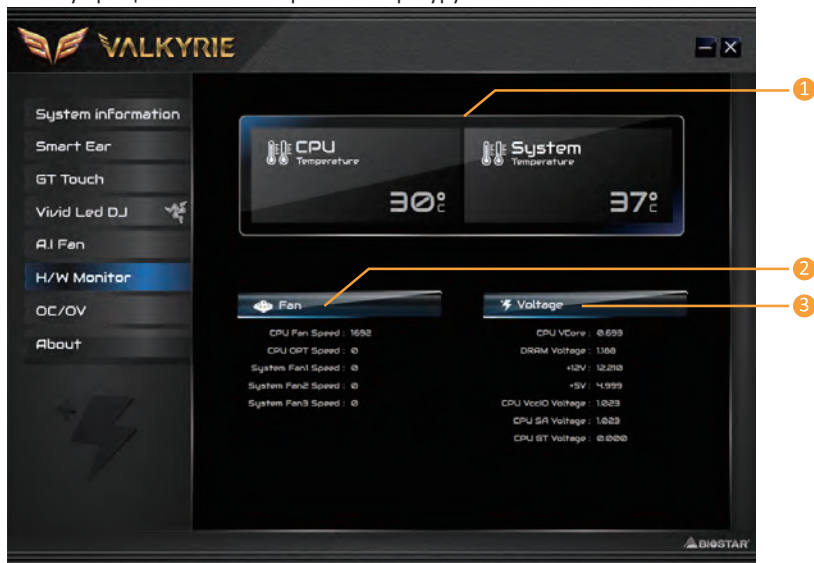 VALKYRIE
System information
Smart Ear
GT Touch
Vivid Led DJ
A.I Fan
H/W Monitor
OC/OV
About
CPU
Temperature
30°C
System
Temperature
37°C
1
Fan
2
CPU Fan Speed : 1692
CPU OPT Speed : 0
System Fan1 Speed : 0
System Fan2 Speed : 0
System Fan3 Speed : 0
Voltage
3
CPU VCore : 0.693
DRAM Voltage : 1.188
+12V : 12.210
+5V : 4.999
CPU VccIO Voltage : 1.023
CPU SA Voltage : 1.023
CPU GT Voltage : 0.000
BIOSTAR